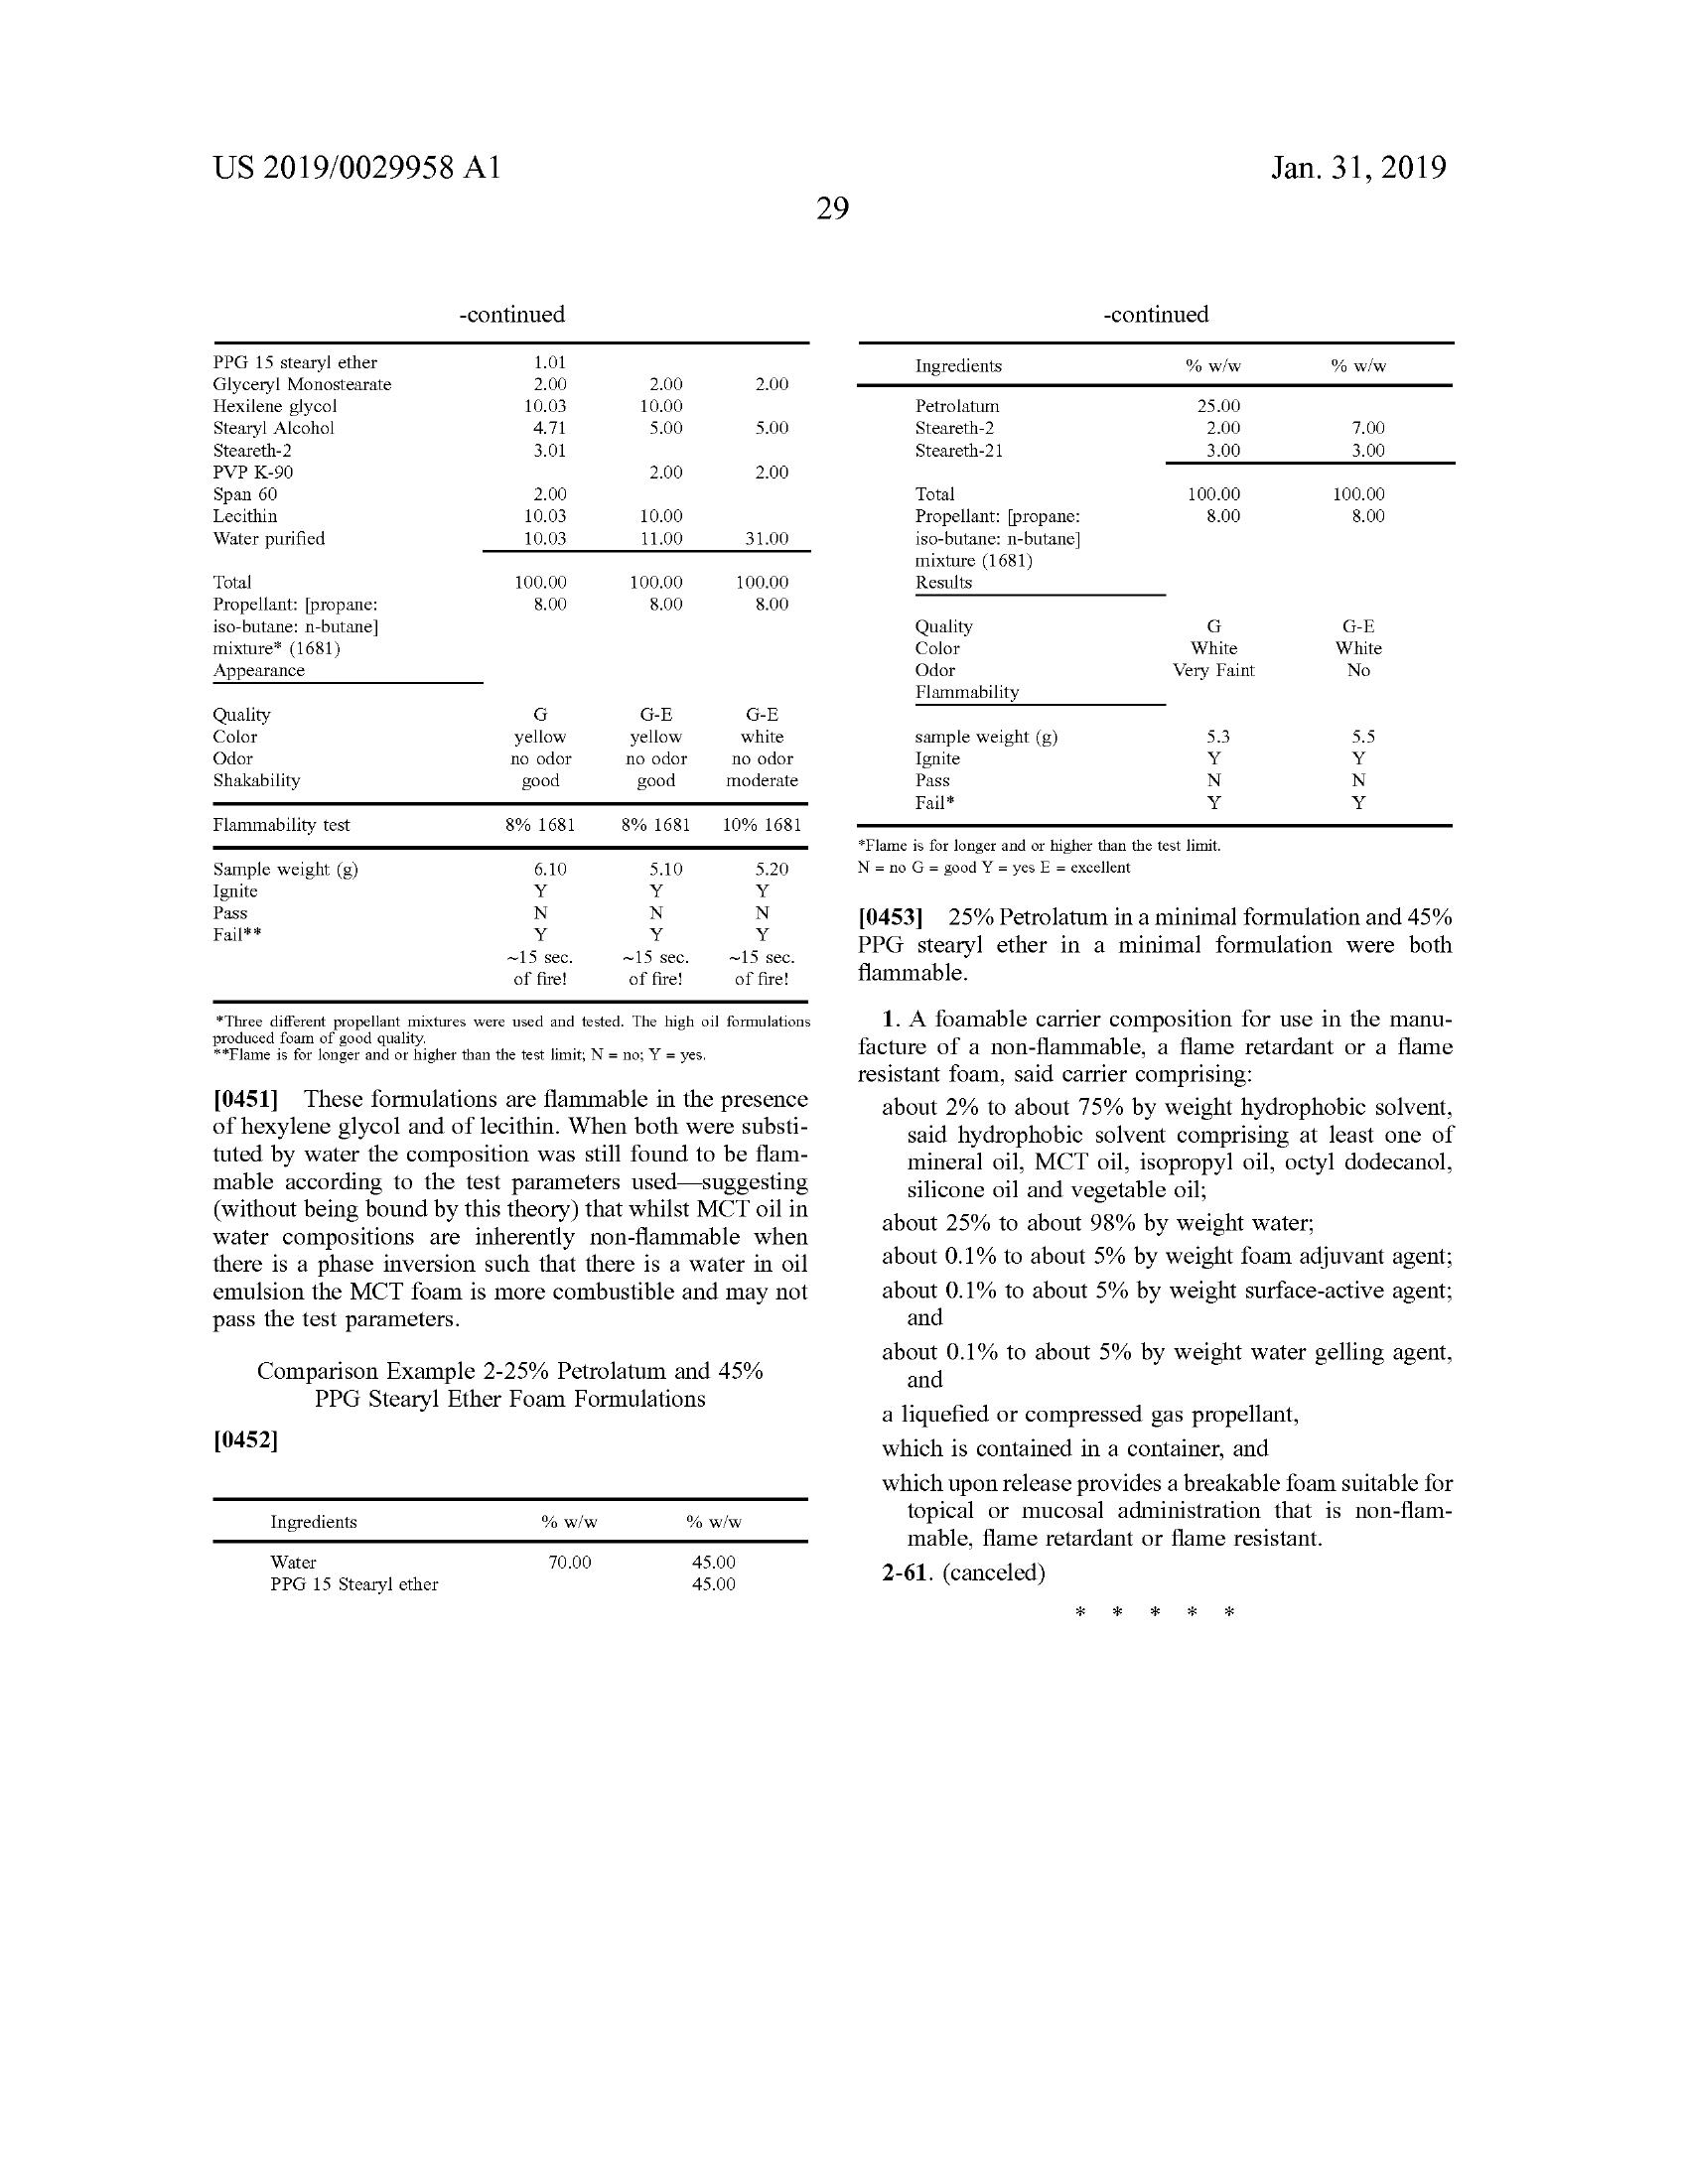 US 2019/0029958 A1
Jan. 31, 2019
29
-continued
PPG 15 stearyl ether 1.01
Glyceryl Monostearate 2.00 2.00 2.00
Hexilene glycol 10.03 10.00
Stearyl Alcohol 4.71 5.00 5.00
Steareth-2 3.01
PVP K-90 2.00 2.00
Span 60 2.00
Lecithin 10.03 10.00
Water purified 10.03 11.00 31.00
Total 100.00 100.00 100.00
Propellant: [propane: 8.00 8.00 8.00
iso-butane: n-butane]
mixture* (1681)
Appearance
Quality G G-E G-E
Color yellow yellow white
Odor no odor no odor no odor
Shakability good good moderate
Flammability test 8% 1681 8% 1681 10% 1681
Sample weight (g) 6.10 5.10 5.20
Ignite Y Y Y
Pass N N N
Fail** Y Y Y
~15 sec. ~15 sec. ~15 sec.
of fire! of fire! of fire!
*Three different propellant mixtures were used and tested. The high oil formulations
produced foam of good quality.
**Flame is for longer and or higher than the test limit; N = no; Y = yes.
[0451] These formulations are flammable in the presence
of hexylene glycol and of lecithin. When both were substi-
tuted by water the composition was still found to be flam-
mable according to the test parameters used—suggesting
(without being bound by this theory) that whilst MCT oil in
water compositions are inherently non-flammable when
there is a phase inversion such that there is a water in oil
emulsion the MCT foam is more combustible and may not
pass the test parameters.
Comparison Example 2-25% Petrolatum and 45%
PPG Stearyl Ether Foam Formulations
[0452]
Ingredients % w/w % w/w
Water 70.00 45.00
PPG 15 Stearyl ether 45.00
-continued
Ingredients % w/w % w/w
Petrolatum 25.00
Steareth-2 2.00 7.00
Steareth-21 3.00 3.00
Total 100.00 100.00
Propellant: [propane: 8.00 8.00
iso-butane: n-butane]
mixture (1681)
Results
Quality G G-E
Color White White
Odor Very Faint No
Flammability
sample weight (g) 5.3 5.5
Ignite Y Y
Pass N N
Fail* Y Y
*Flame is for longer and or higher than the test limit.
N = no G = good Y = yes E = excellent
[0453] 25% Petrolatum in a minimal formulation and 45%
PPG stearyl ether in a minimal formulation were both
flammable.
1. A foamable carrier composition for use in the manu-
facture of a non-flammable, a flame retardant or a flame
resistant foam, said carrier comprising:
about 2% to about 75% by weight hydrophobic solvent,
said hydrophobic solvent comprising at least one of
mineral oil, MCT oil, isopropyl oil, octyl dodecanol,
silicone oil and vegetable oil;
about 25% to about 98% by weight water;
about 0.1% to about 5% by weight foam adjuvant agent;
about 0.1% to about 5% by weight surface-active agent;
and
about 0.1% to about 5% by weight water gelling agent,
and
a liquefied or compressed gas propellant,
which is contained in a container, and
which upon release provides a breakable foam suitable for
topical or mucosal administration that is non-flam-
mable, flame retardant or flame resistant.
2-61. (canceled)
* * * * *